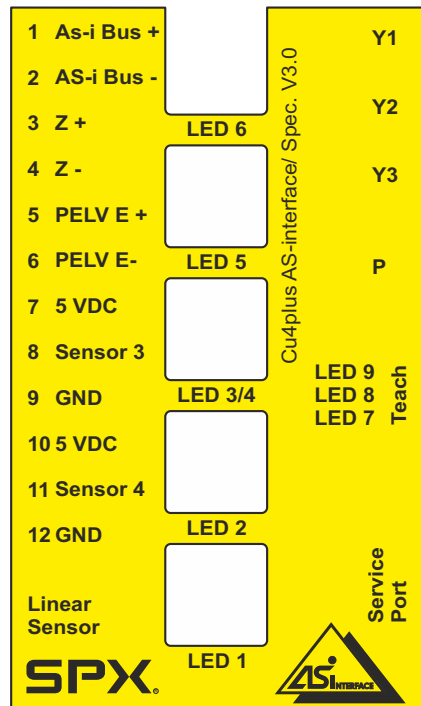 1 As-i Bus +
2 AS-i Bus -
3 Z +
4 Z -
5 PELV E +
6 PELV E-
7 5 VDC
8 Sensor 3
9 GND
10 5 VDC
11 Sensor 4
12 GND
Linear
Sensor
SPX®
LED 6
LED 5
LED 3/4
LED 2
LED 1
Cu4plus AS-interface/ Spec. V3.0
Y1
Y2
Y3
P
LED 9
LED 8
LED 7
Teach
Service
Port
ASi INTERFACE